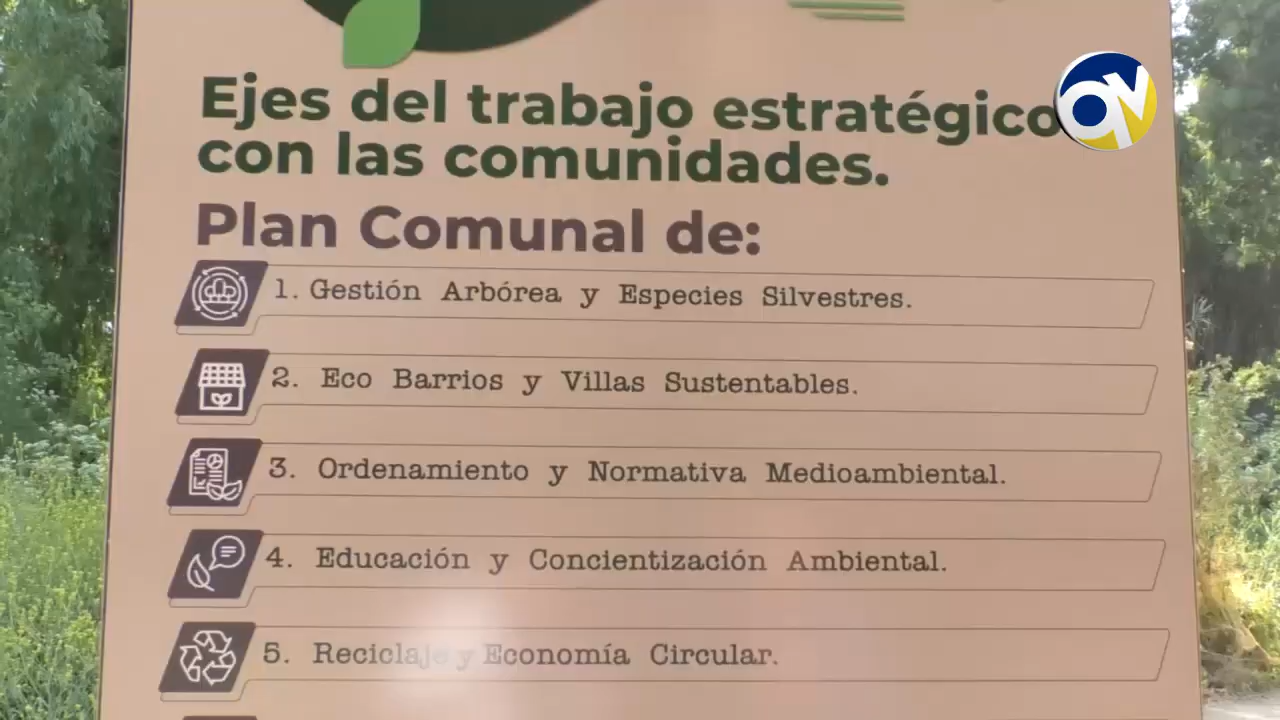 Ejes del trabajo estratégico
con las comunidades.
Plan Comunal de:
1. Gestión Arbórea y Especies Silvestres.
2. Eco Barrios y Villas Sustentables.
3. Ordenamiento y Normativa Medioambiental.
4. Educación y Concientización Ambiental.
5. Reciclaje y Economía Circular.